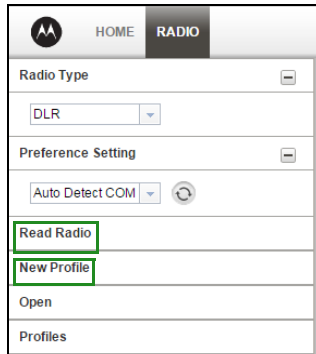 HOME RADIO
Radio Type
DLR
Preference Setting
Auto Detect COM
Read Radio
New Profile
Open
Profiles